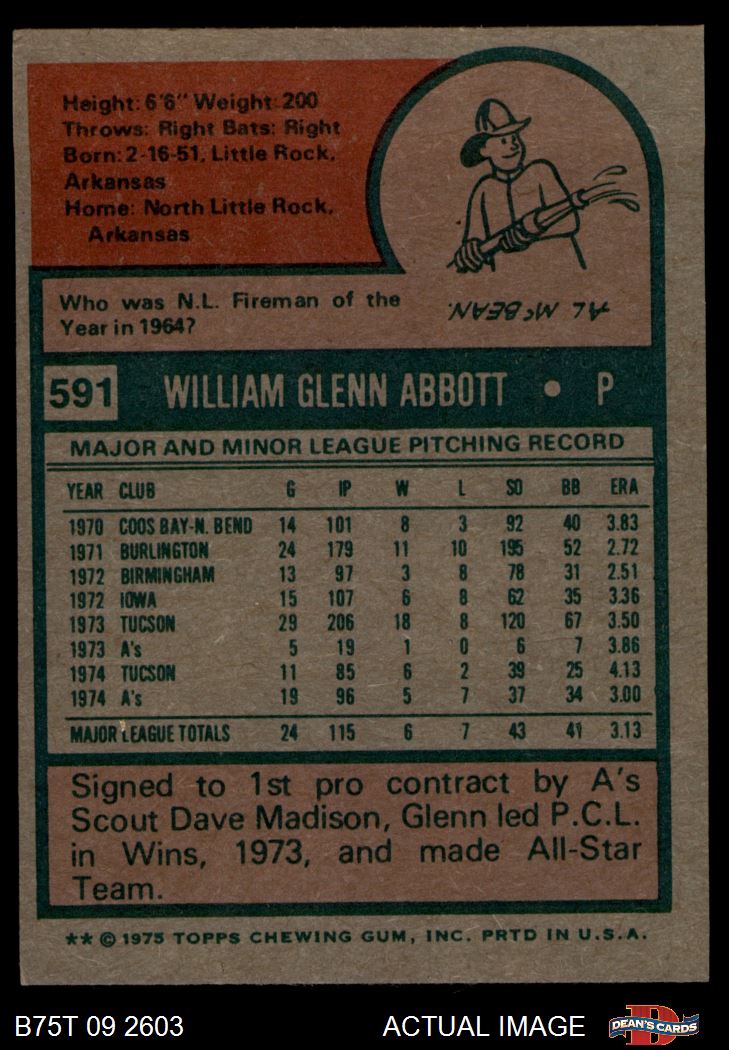 Height: 6'6" Weight: 200
Throws: Right Bats: Right
Born: 2-16-51, Little Rock,
Arkansas
Home: North Little Rock,
Arkansas
Who was N.L. Fireman of the
Year in 1964?
AL McBEAN.
591 WILLIAM GLENN ABBOTT • P
MAJOR AND MINOR LEAGUE PITCHING RECORD
YEAR CLUB G IP W L SO BB ERA
1970 COOS BAY-N. BEND 14 101 8 3 92 40 3.83
1971 BURLINGTON 24 179 11 10 195 52 2.72
1972 BIRMINGHAM 13 97 3 8 78 31 2.51
1972 IOWA 15 107 6 8 62 35 3.36
1973 TUCSON 29 206 18 8 120 67 3.50
1973 A's 5 19 1 0 6 7 3.86
1974 TUCSON 11 85 6 2 39 25 4.13
1974 A's 19 96 5 7 37 34 3.00
MAJOR LEAGUE TOTALS 24 115 6 7 43 41 3.13
Signed to 1st pro contract by A's
Scout Dave Madison, Glenn led P.C.L.
in Wins, 1973, and made All-Star
Team.
** © 1975 TOPPS CHEWING GUM, INC. PRTD IN U.S.A.
B75T 09 2603 ACTUAL IMAGE D DEAN'S CARDS